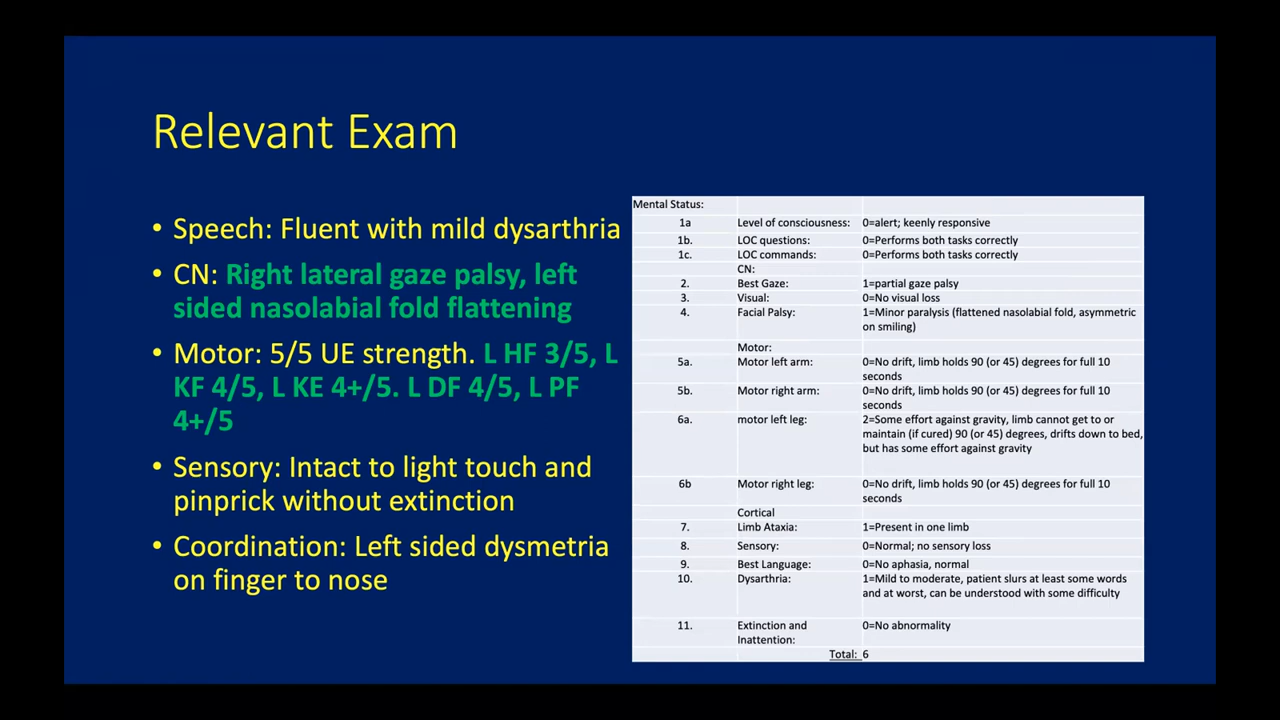 Relevant Exam
• Speech: Fluent with mild dysarthria
• CN: Right lateral gaze palsy, left
sided nasolabial fold flattening
• Motor: 5/5 UE strength. L HF 3/5, L
KF 4/5, L KE 4+/5. L DF 4/5, L PF
4+/5
• Sensory: Intact to light touch and
pinprick without extinction
• Coordination: Left sided dysmetria
on finger to nose
Mental Status:
1a Level of consciousness: 0=alert; keenly responsive
1b. LOC questions: 0=Performs both tasks correctly
1c. LOC commands: 0=Performs both tasks correctly
CN:
2. Best Gaze: 1=partial gaze palsy
3. Visual: 0=No visual loss
4. Facial Palsy: 1=Minor paralysis (flattened nasolabial fold, asymmetric
on smiling)
Motor:
5a. Motor left arm: 0=No drift, limb holds 90 (or 45) degrees for full 10
seconds
5b. Motor right arm: 0=No drift, limb holds 90 (or 45) degrees for full 10
seconds
6a. motor left leg: 2=Some effort against gravity, limb cannot get to or
maintain (if cured) 90 (or 45) degrees, drifts down to bed,
but has some effort against gravity
6b Motor right leg: 0=No drift, limb holds 90 (or 45) degrees for full 10
seconds
Cortical
7. Limb Ataxia: 1=Present in one limb
8. Sensory: 0=Normal; no sensory loss
9. Best Language: 0=No aphasia, normal
10. Dysarthria: 1=Mild to moderate, patient slurs at least some words
and at worst, can be understood with some difficulty
11. Extinction and 0=No abnormality
Inattention:
Total: 6